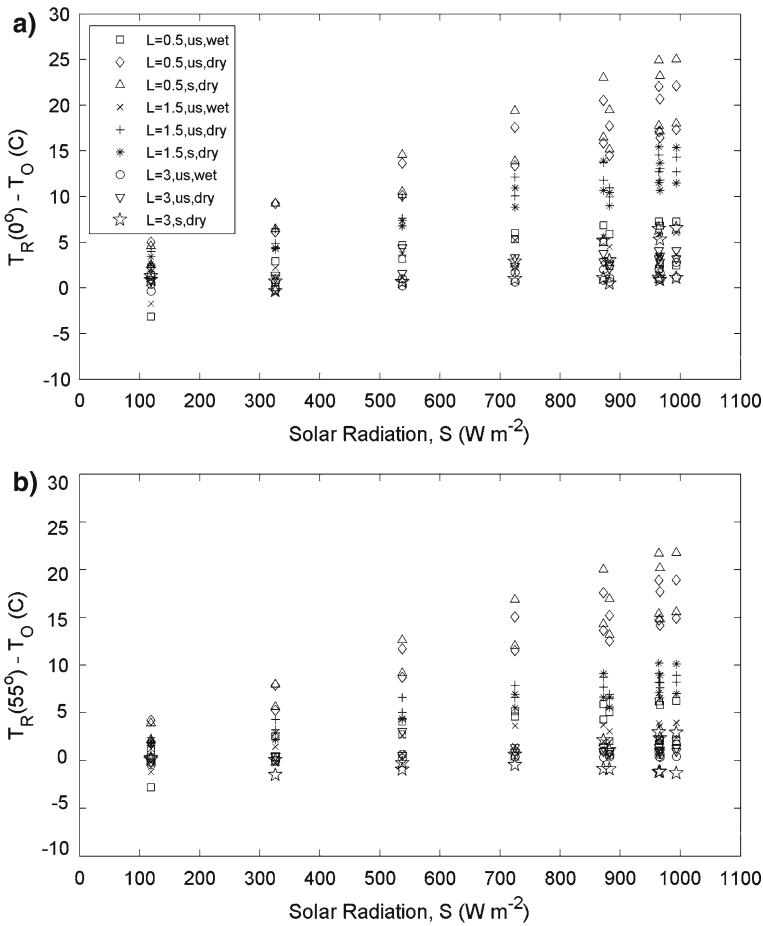 a)
30
25
20
15
10
5
0
-5
-10
T_R(0°) - T_O (C)
L=0.5,us,wet
L=0.5,us,dry
L=0.5,s,dry
L=1.5,us,wet
L=1.5,us,dry
L=1.5,s,dry
L=3,us,wet
L=3,us,dry
L=3,s,dry
0 100 200 300 400 500 600 700 800 900 1000 1100
Solar Radiation, S (W m⁻²)
b)
30
25
20
15
10
5
0
-5
-10
T_R(55°) - T_O (C)
0 100 200 300 400 500 600 700 800 900 1000 1100
Solar Radiation, S (W m⁻²)